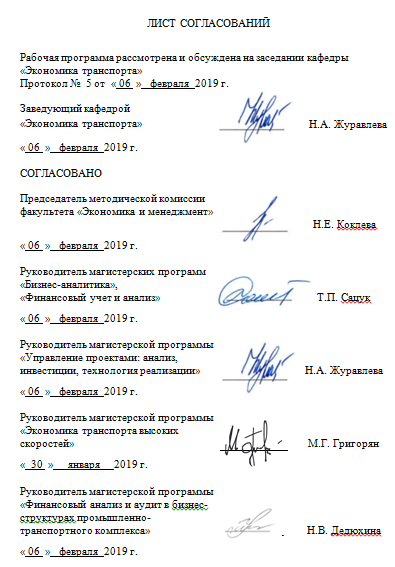 ЛИСТ СОГЛАСОВАНИЙ
Рабочая программа рассмотрена и обсуждена на заседании кафедры
«Экономика транспорта»
Протокол № 5 от « 06 » февраля 2019 г.
Заведующий кафедрой
«Экономика транспорта»
Н.А. Журавлева
« 06 » февраля 2019 г.
СОГЛАСОВАНО
Председатель методической комиссии
факультета «Экономика и менеджмент»
Н.Е. Коклева
« 06 » февраля 2019 г.
Руководитель магистерских программ
«Бизнес-аналитика»,
«Финансовый учет и анализ»
Т.П. Сацук
« 06 » февраля 2019 г.
Руководитель магистерской программы
«Управление проектами: анализ,
инвестиции, технология реализации»
Н.А. Журавлева
« 06 » февраля 2019 г.
Руководитель магистерской программы
«Экономика транспорта высоких
скоростей»
М.Г. Григорян
« 30 » января 2019 г.
Руководитель магистерской программы
«Финансовый анализ и аудит в бизнес-
структурах промышленно-
транспортного комплекса»
Н.В. Дедюхина
« 06 » февраля 2019 г.